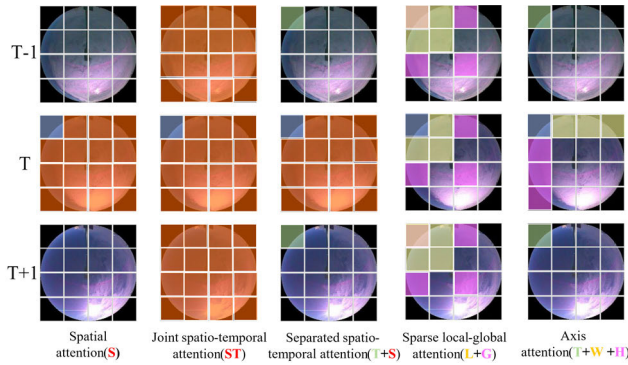 T-1
T
T+1
Spatial
attention(S)
Joint spatio-temporal
attention(ST)
Separated spatio-
temporal attention(T+S)
Sparse local-global
attention(L+G)
Axis
attention(T+W +H)